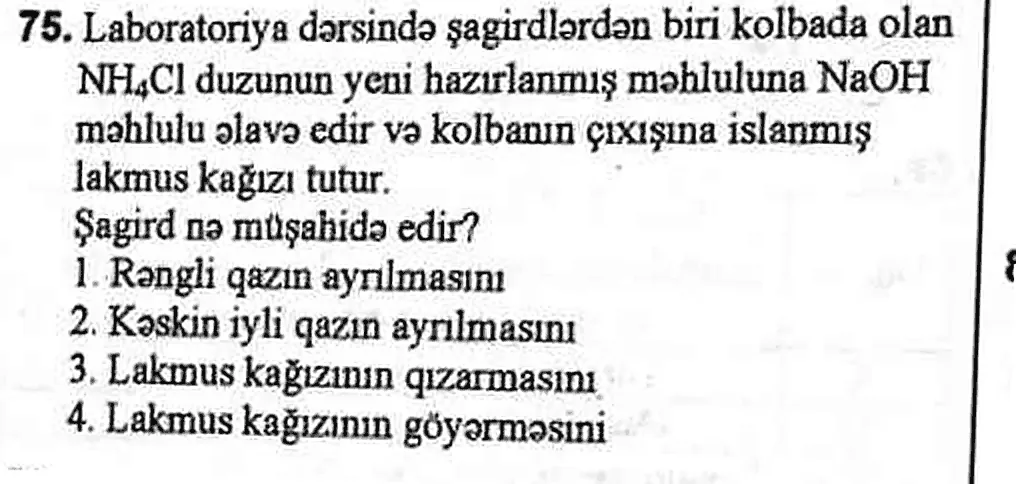 75. Laboratoriya dərsində şagirdlərdən biri kolbada olan
NH₄Cl duzunun yeni hazırlanmış məhluluna NaOH
məhlulu əlavə edir və kolbanın çıxışına islanmış
lakmus kağızı tutur.
Şagird nə müşahidə edir?
1. Rəngli qazın ayrılmasını
2. Kəskin iyli qazın ayrılmasını
3. Lakmus kağızının qızarmasını
4. Lakmus kağızının göyərməsini